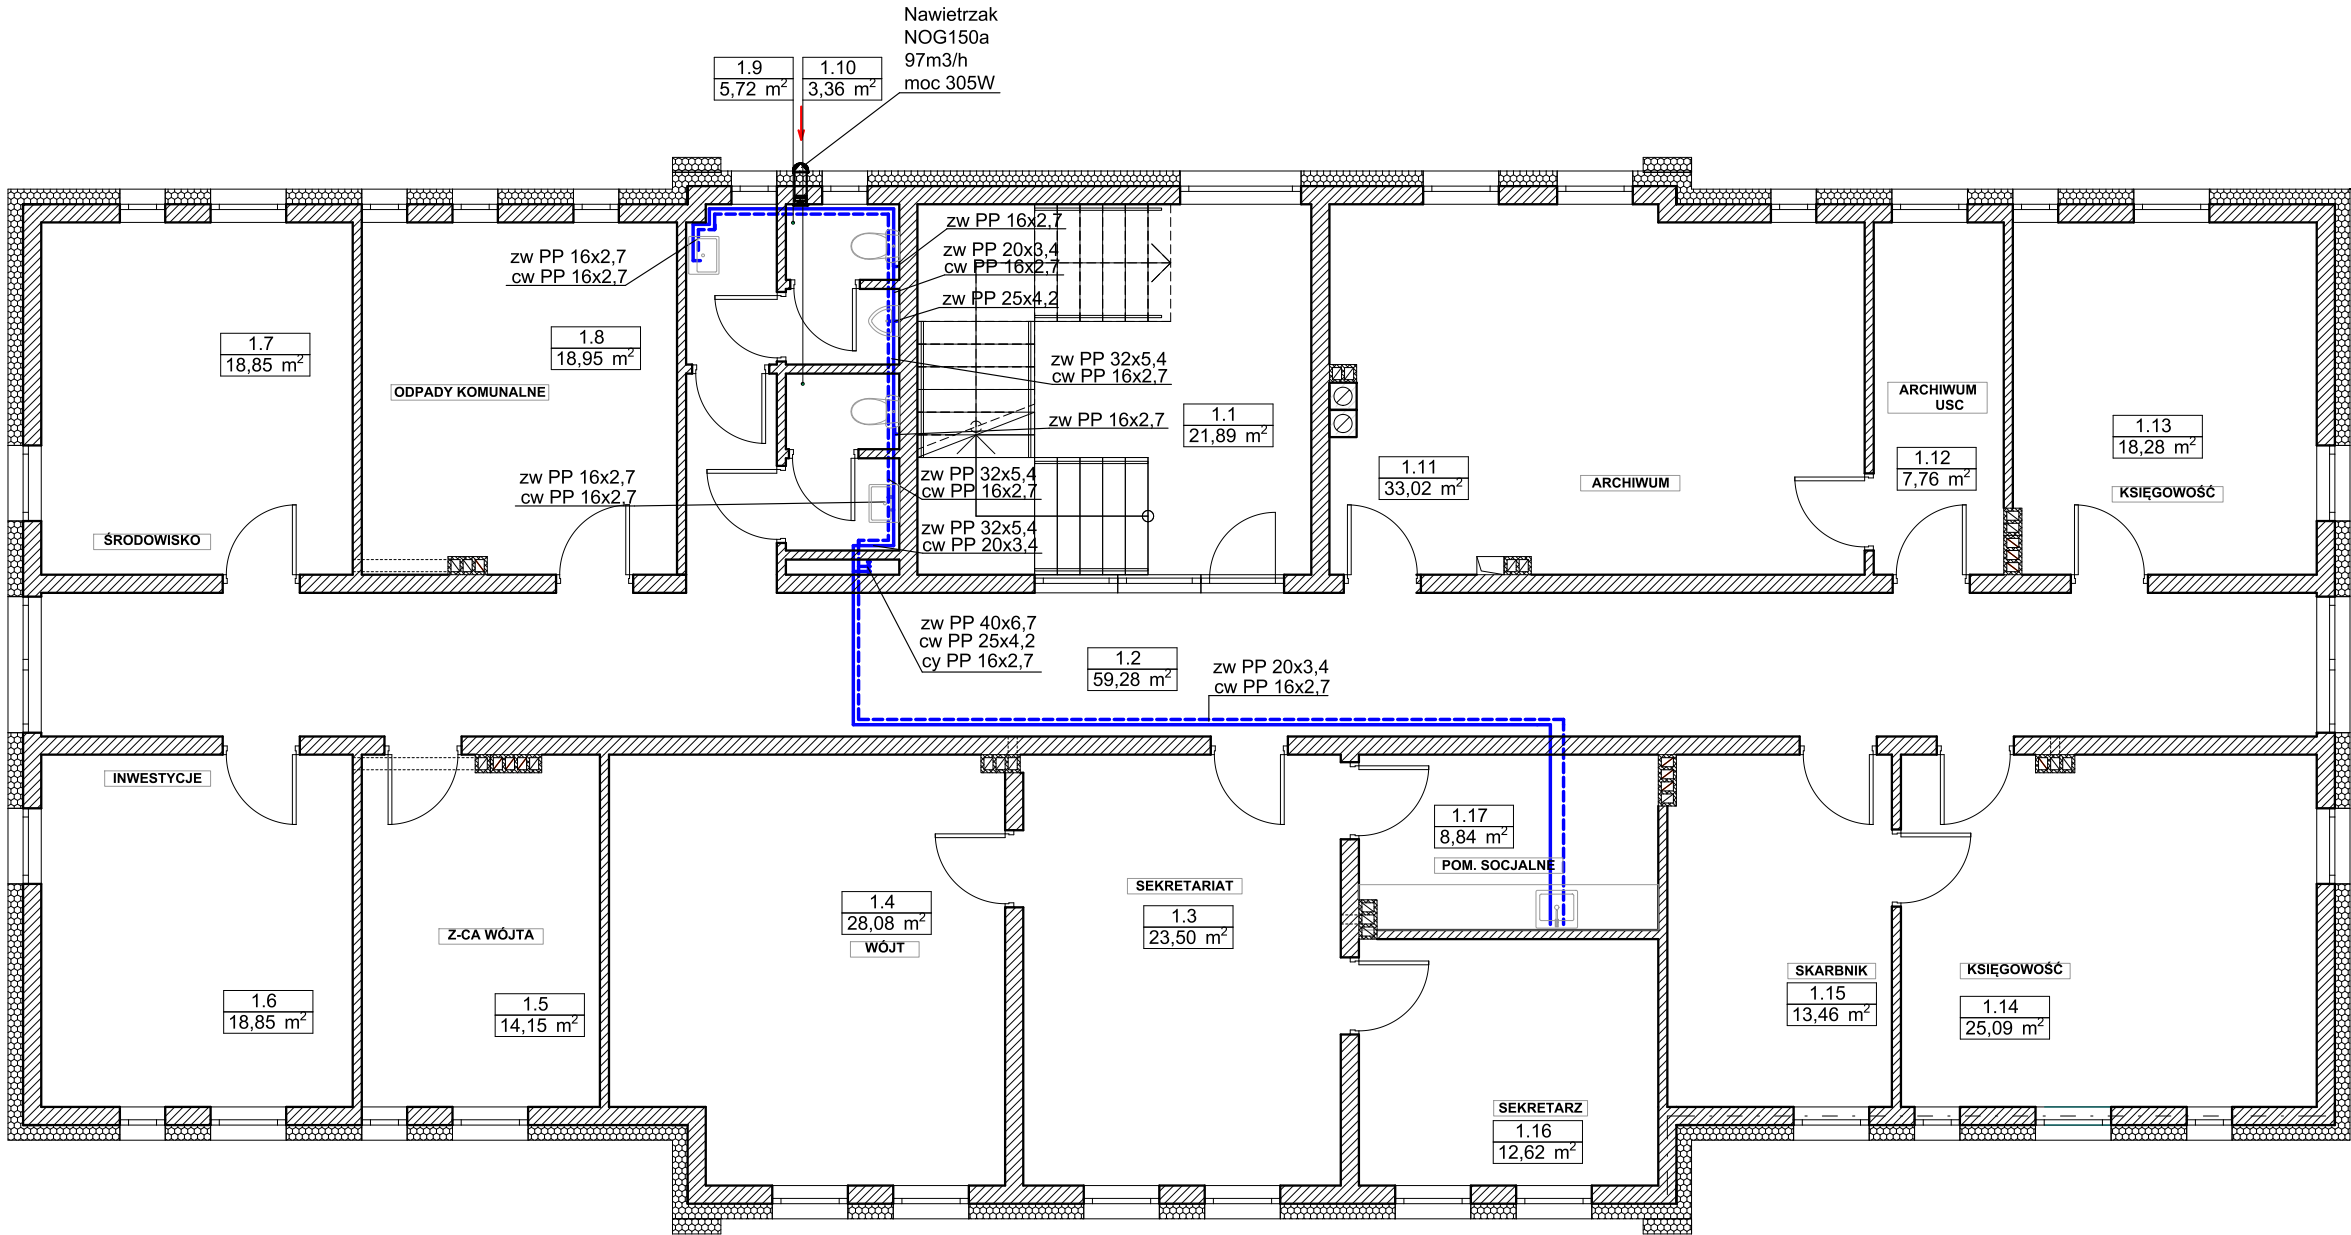 Nawietrzak
NOG150a
97m3/h
moc 305W
1.9
5,72 m²
1.10
3,36 m²
zw PP 16x2,7
zw PP 20x3,4
cw PP 16x2,7
zw PP 25x4,2
zw PP 16x2,7
cw PP 16x2,7
1.7
18,85 m²
1.8
18,95 m²
ODPADY KOMUNALNE
zw PP 32x5,4
cw PP 16x2,7
zw PP 16x2,7
1.1
21,89 m²
ARCHIWUM
USC
1.13
18,28 m²
1.12
7,76 m²
1.11
33,02 m²
ARCHIWUM
KSIĘGOWOŚĆ
zw PP 16x2,7
cw PP 16x2,7
zw PP 32x5,4
cw PP 16x2,7
zw PP 32x5,4
cw PP 20x3,4
ŚRODOWISKO
zw PP 40x6,7
cw PP 25x4,2
cy PP 16x2,7
1.2
59,28 m²
zw PP 20x3,4
cw PP 16x2,7
INWESTYCJE
1.17
8,84 m²
POM. SOCJALNE
SEKRETARIAT
1.3
23,50 m²
1.4
28,08 m²
WÓJT
Z-CA WÓJTA
1.6
18,85 m²
1.5
14,15 m²
SKARBNIK
1.15
13,46 m²
KSIĘGOWOŚĆ
1.14
25,09 m²
SEKRETARZ
1.16
12,62 m²